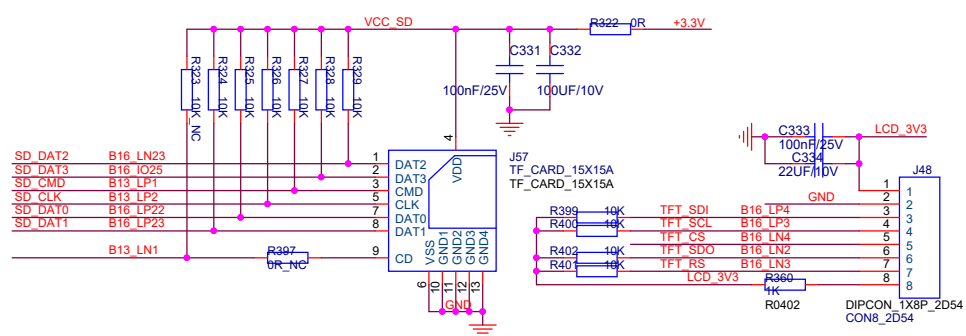 VCC_SD
R322 0R
+3.3V
R323 10K_NC
R324 10K
R325 10K
R326 10K
R327 10K
R328 10K
R329 10K
C331
100nF/25V
C332
100UF/10V
SD_DAT2 B16_LN23 1 DAT2
SD_DAT3 B16_IO25 2 DAT3
SD_CMD B13_LP1 3 CMD
SD_CLK B13_LP2 5 CLK
SD_DAT0 B16_LP22 7 DAT0
SD_DAT1 B16_LP23 8 DAT1
B13_LN1 R397 9 CD
0R_NC
4 VDD
J57
TF_CARD_15X15A
TF_CARD_15X15A
VSS GND1 GND2 GND3 GND4
6 10 11 12 13
GND
C333
100nF/25V
C334
22UF/10V
LCD_3V3
J48
1 1
GND 2 2
R399 10K TFT_SDI B16_LP4 3 3
R400 10K TFT_SCL B16_LP3 4 4
TFT_CS B16_LN4 5 5
R402 10K TFT_SDO B16_LN2 6 6
R401 10K TFT_RS B16_LN3 7 7
LCD_3V3 R360 8 8
1K
R0402
DIPCON_1X8P_2D54
CON8_2D54